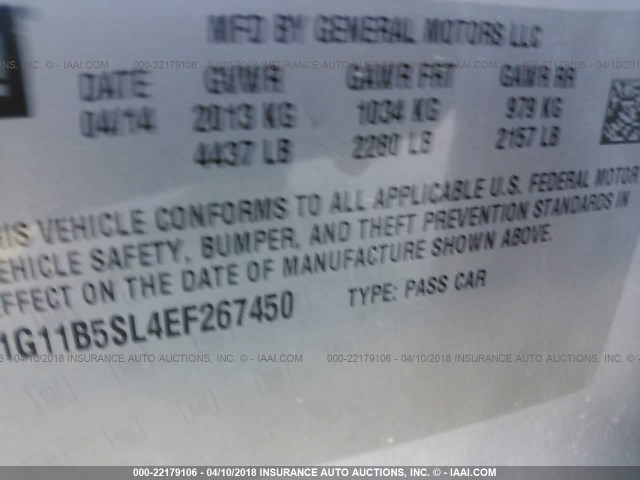 MFD BY GENERAL MOTORS LLC
DATE GVWR GAWR FRT GAWR RR
04/14 2013 KG 1034 KG 979 KG
4437 LB 2280 LB 2157 LB
HIS VEHICLE CONFORMS TO ALL APPLICABLE U.S. FEDERAL MOTOR
VEHICLE SAFETY, BUMPER, AND THEFT PREVENTION STANDARDS IN
EFFECT ON THE DATE OF MANUFACTURE SHOWN ABOVE.
1G11B5SL4EF267450 TYPE: PASS CAR
000-22179106 - 04/10/2018 INSURANCE AUTO AUCTIONS, INC. - © IAAI.COM